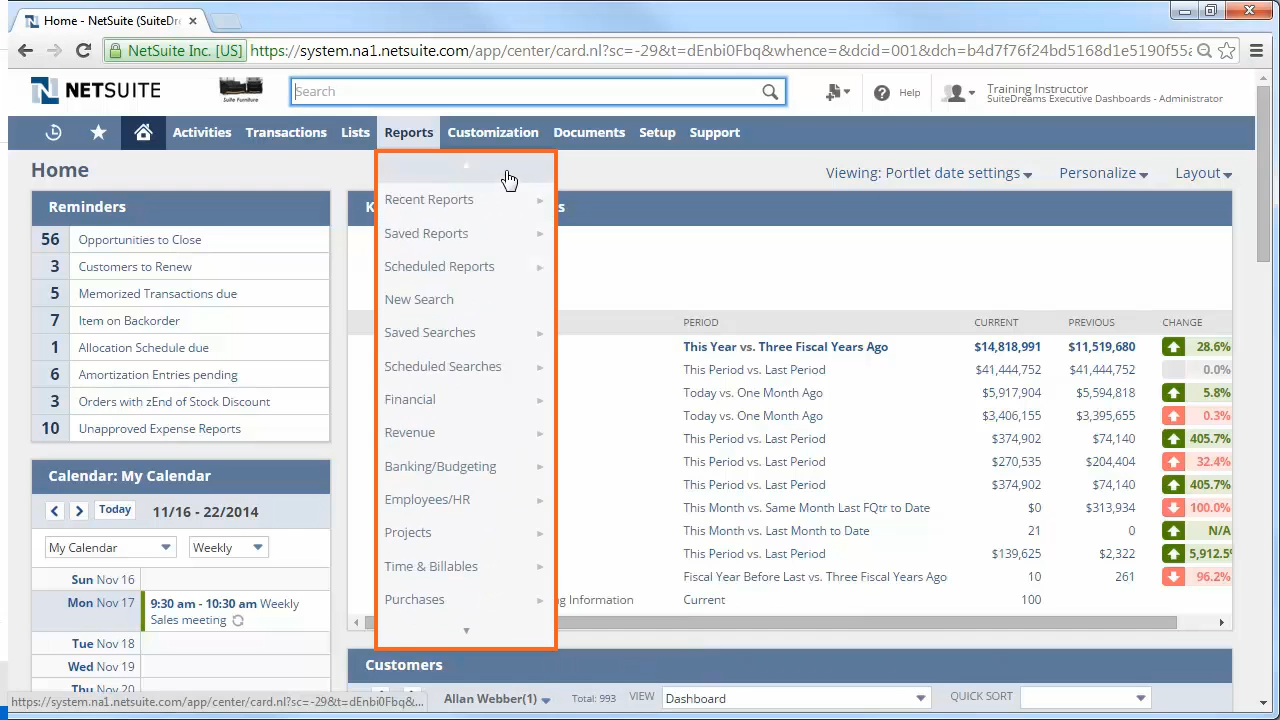 Home - NetSuite (SuiteDre
NetSuite Inc. [US] https://system.na1.netsuite.com/app/center/card.nl?sc=-29&t=dEnbi0Fbq&whence=&dcid=001&dch=b4d7f76f24bd5168d1e5190f55a
NETSUITE
Suite Furniture
Search
Help
Training Instructor
SuiteDreams Executive Dashboards - Administrator
Activities Transactions Lists Reports Customization Documents Setup Support
Home
Viewing: Portlet date settings Personalize Layout
Reminders
56 Opportunities to Close
3 Customers to Renew
5 Memorized Transactions due
7 Item on Backorder
1 Allocation Schedule due
6 Amortization Entries pending
3 Orders with zEnd of Stock Discount
10 Unapproved Expense Reports
Calendar: My Calendar
Today 11/16 - 22/2014
My Calendar Weekly
Sun Nov 16
Mon Nov 17 9:30 am - 10:30 am Weekly
Sales meeting
Tue Nov 18
Wed Nov 19
Thu Nov 20
Recent Reports
Saved Reports
Scheduled Reports
New Search
Saved Searches
Scheduled Searches
Financial
Revenue
Banking/Budgeting
Employees/HR
Projects
Time & Billables
Purchases
K s
PERIOD CURRENT PREVIOUS CHANGE
This Year vs. Three Fiscal Years Ago $14,818,991 $11,519,680 28.6%
This Period vs. Last Period $41,444,752 $41,444,752 0.0%
Today vs. One Month Ago $5,917,904 $5,594,818 5.8%
Today vs. One Month Ago $3,406,155 $3,395,655 0.3%
This Period vs. Last Period $374,902 $74,140 405.7%
This Period vs. Last Period $270,535 $204,404 32.4%
This Period vs. Last Period $374,902 $74,140 405.7%
This Month vs. Same Month Last FQtr to Date $0 $313,934 100.0%
This Month vs. Last Month to Date 21 0 N/A
This Period vs. Last Period $139,625 $2,322 5,912.5%
Fiscal Year Before Last vs. Three Fiscal Years Ago 10 261 96.2%
ng Information Current 100
Customers
Allan Webber(1) Total: 993 VIEW Dashboard QUICK SORT
https://system.na1.netsuite.com/app/center/card.nl?sc=-29&t=dEnbi0Fbq&...